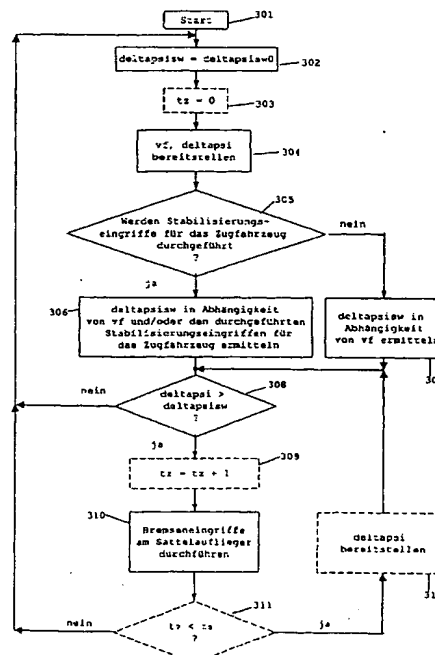 Start
301
deltapsisw = deltapsisw0
302
tz = 0
303
vf, deltapsi
bereitstellen
304
305
Werden Stabilisierungs-
eingriffe für das Zugfahrzeug
durchgeführt
?
nein
ja
306
deltapsisw in Abhängigkeit
von vf und/oder den durchgeführten
Stabilisierungseingriffen für
das Zugfahrzeug ermitteln
deltapsisw in
Abhängigkeit
von vf ermitteln
308
nein
deltapsi >
deltapsisw
?
ja
309
tz = tz + 1
310
Bremseneingriffe
am Sattelauflieger
durchführen
deltapsi
bereitstellen
311
nein
tz < ts
?
ja